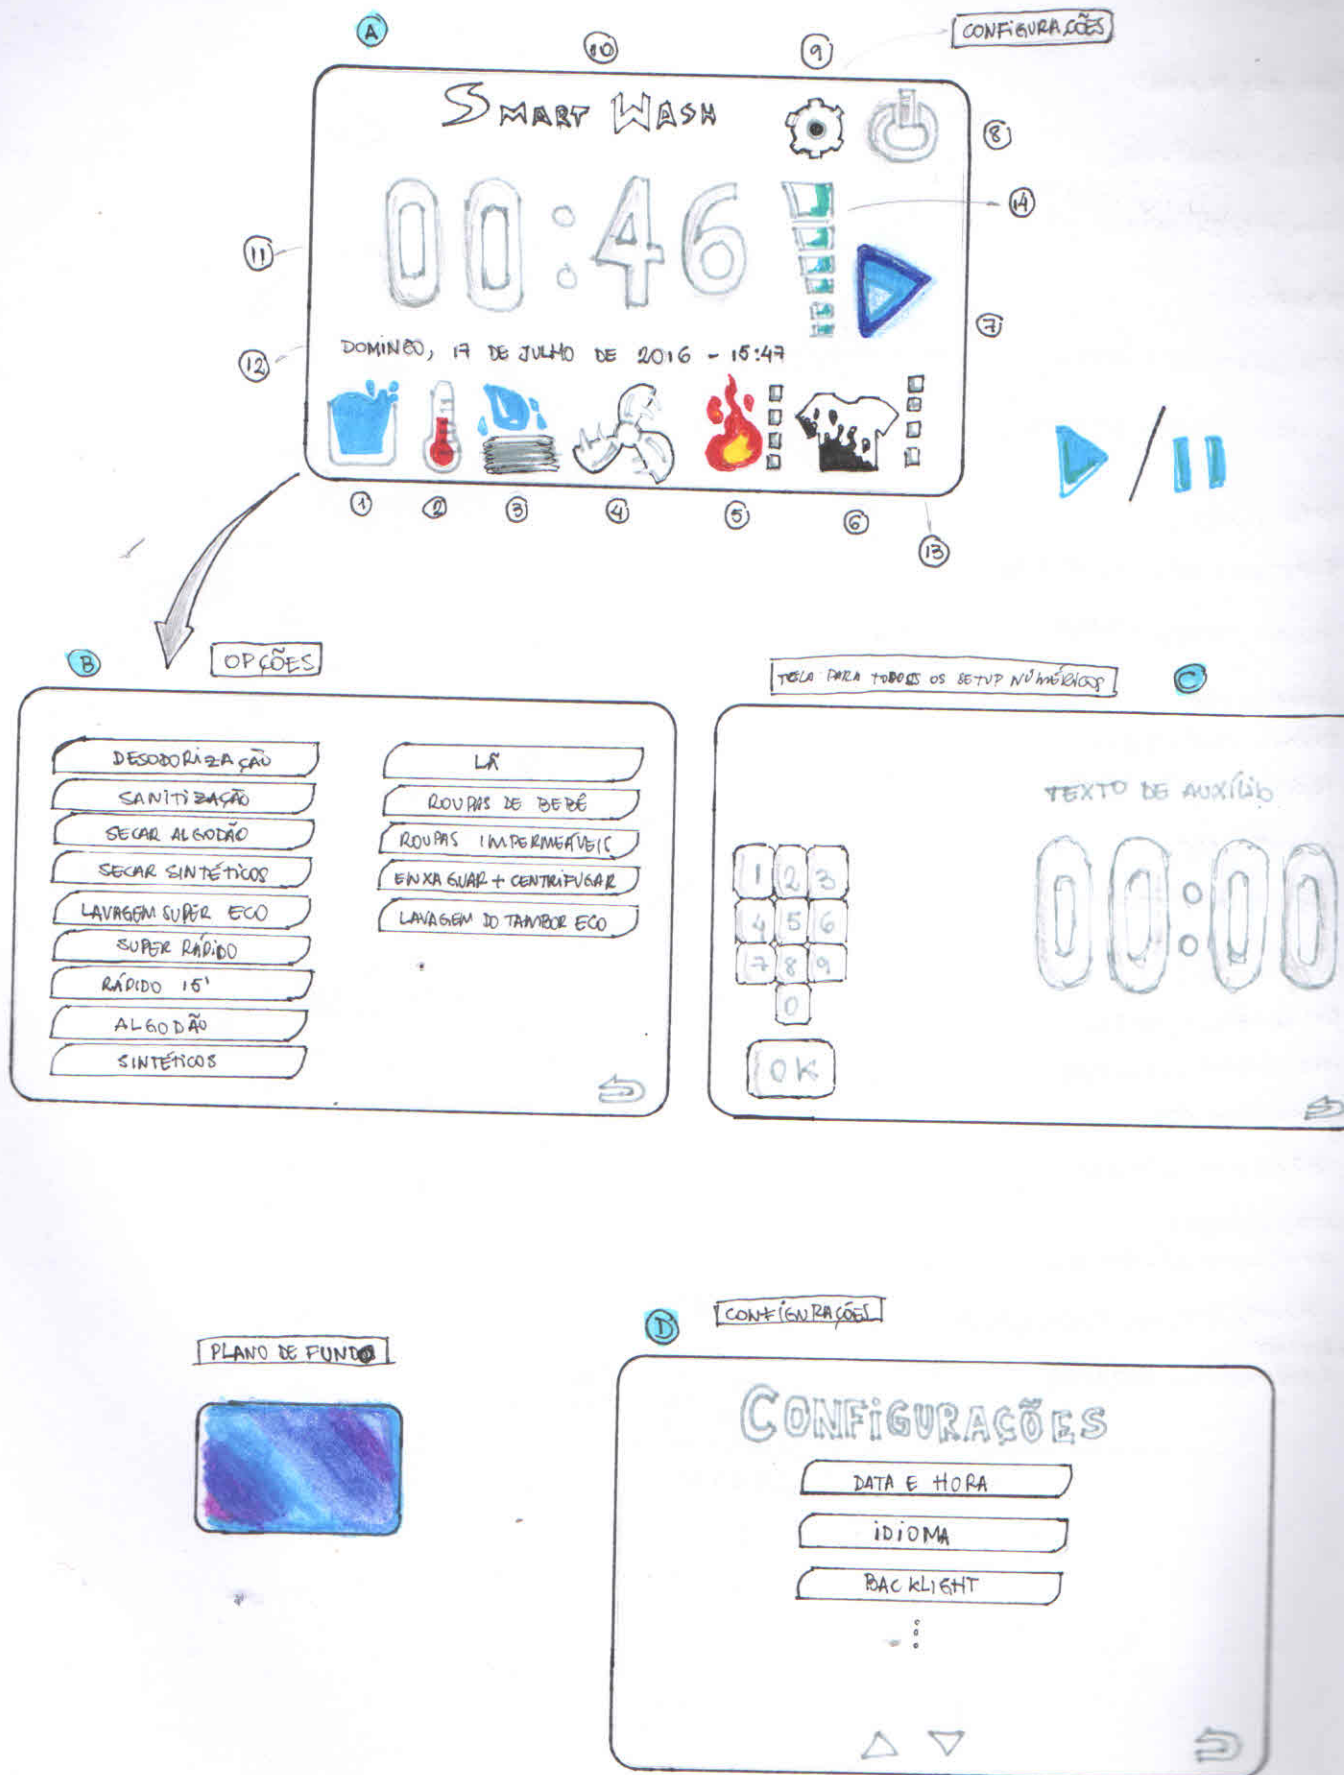 A
10
9
CONFIGURAÇÕES
SMART WASH
8
00:46
14
11
7
12
DOMINGO, 17 DE JULHO DE 2016 - 15:47
1
2
3
4
5
6
13
B
OPÇÕES
DESODORIZAÇÃO
SANITIZAÇÃO
SECAR ALGODÃO
SECAR SINTÉTICOS
LAVAGEM SUPER ECO
SUPER RÁPIDO
RÁPIDO 15'
ALGODÃO
SINTÉTICOS
LÃ
ROUPAS DE BEBÊ
ROUPAS IMPERMEÁVEIS
ENXAGUAR + CENTRIFUGAR
LAVAGEM DO TAMBOR ECO
TELA PARA TODOS OS SETUP NÚMÉRICOS
C
TEXTO DE AUXÍLIO
1 2 3
4 5 6
7 8 9
0
OK
00:00
PLANO DE FUNDO
D
CONFIGURAÇÕES
CONFIGURAÇÕES
DATA E HORA
IDIOMA
BACKLIGHT